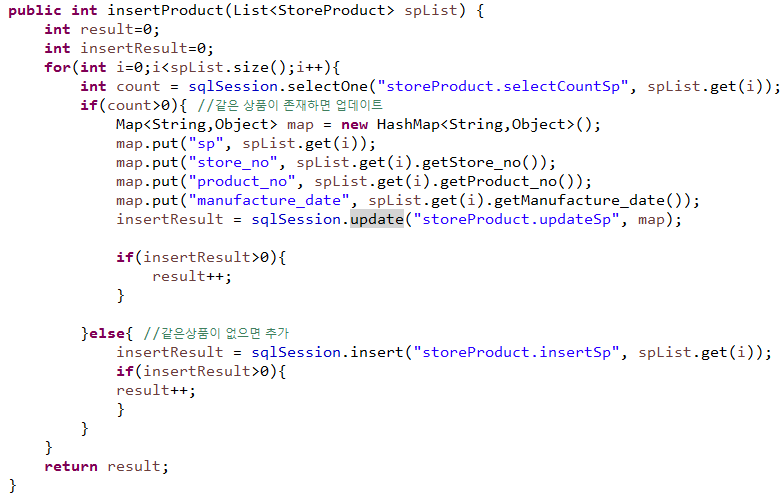 public int insertProduct(List<StoreProduct> spList) {
    int result=0;
    int insertResult=0;
    for(int i=0;i<spList.size();i++){
        int count = sqlSession.selectOne("storeProduct.selectCountSp", spList.get(i));
        if(count>0){ //같은 상품이 존재하면 업데이트
            Map<String,Object> map = new HashMap<String,Object>();
            map.put("sp", spList.get(i));
            map.put("store_no", spList.get(i).getStore_no());
            map.put("product_no", spList.get(i).getProduct_no());
            map.put("manufacture_date", spList.get(i).getManufacture_date());
            insertResult = sqlSession.update("storeProduct.updateSp", map);
            if(insertResult>0){
                result++;
            }
        }else{ //같은상품이 없으면 추가
            insertResult = sqlSession.insert("storeProduct.insertSp", spList.get(i));
            if(insertResult>0){
            result++;
            }
        }
    }
    return result;
}